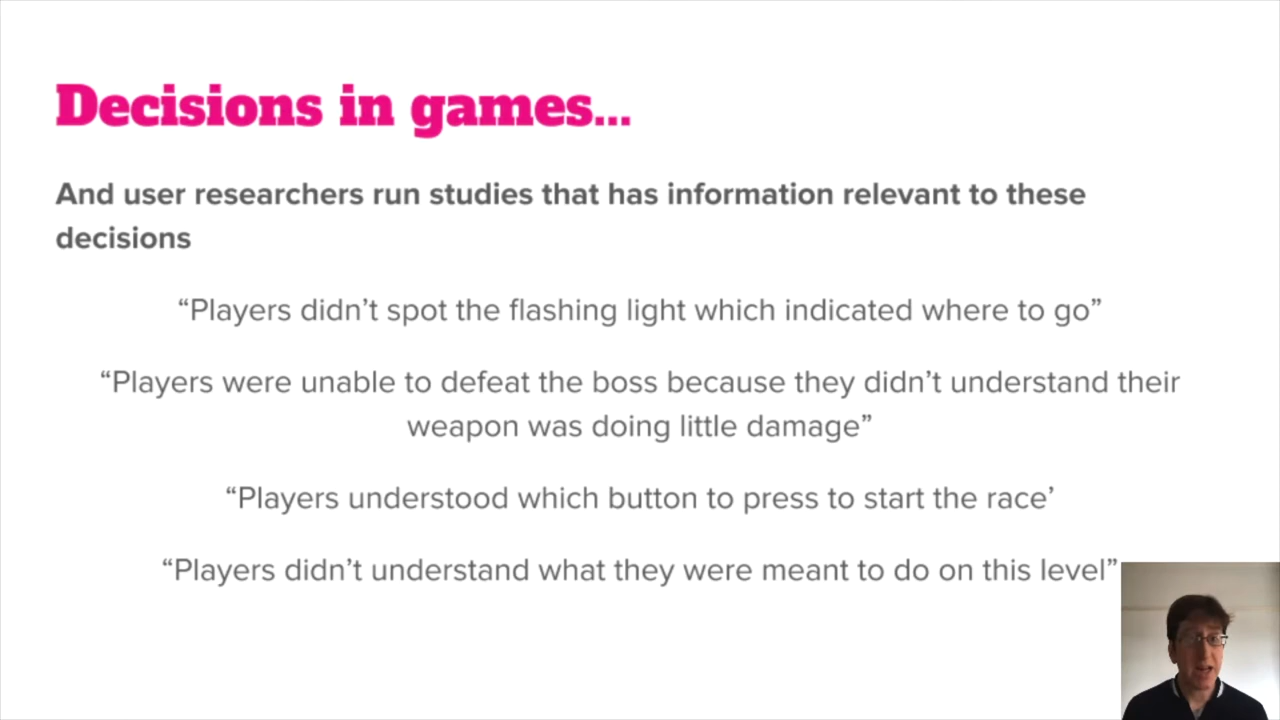 Decisions in games...
And user researchers run studies that has information relevant to these
decisions
“Players didn’t spot the flashing light which indicated where to go”
“Players were unable to defeat the boss because they didn’t understand their
weapon was doing little damage”
“Players understood which button to press to start the race’
“Players didn’t understand what they were meant to do on this level”